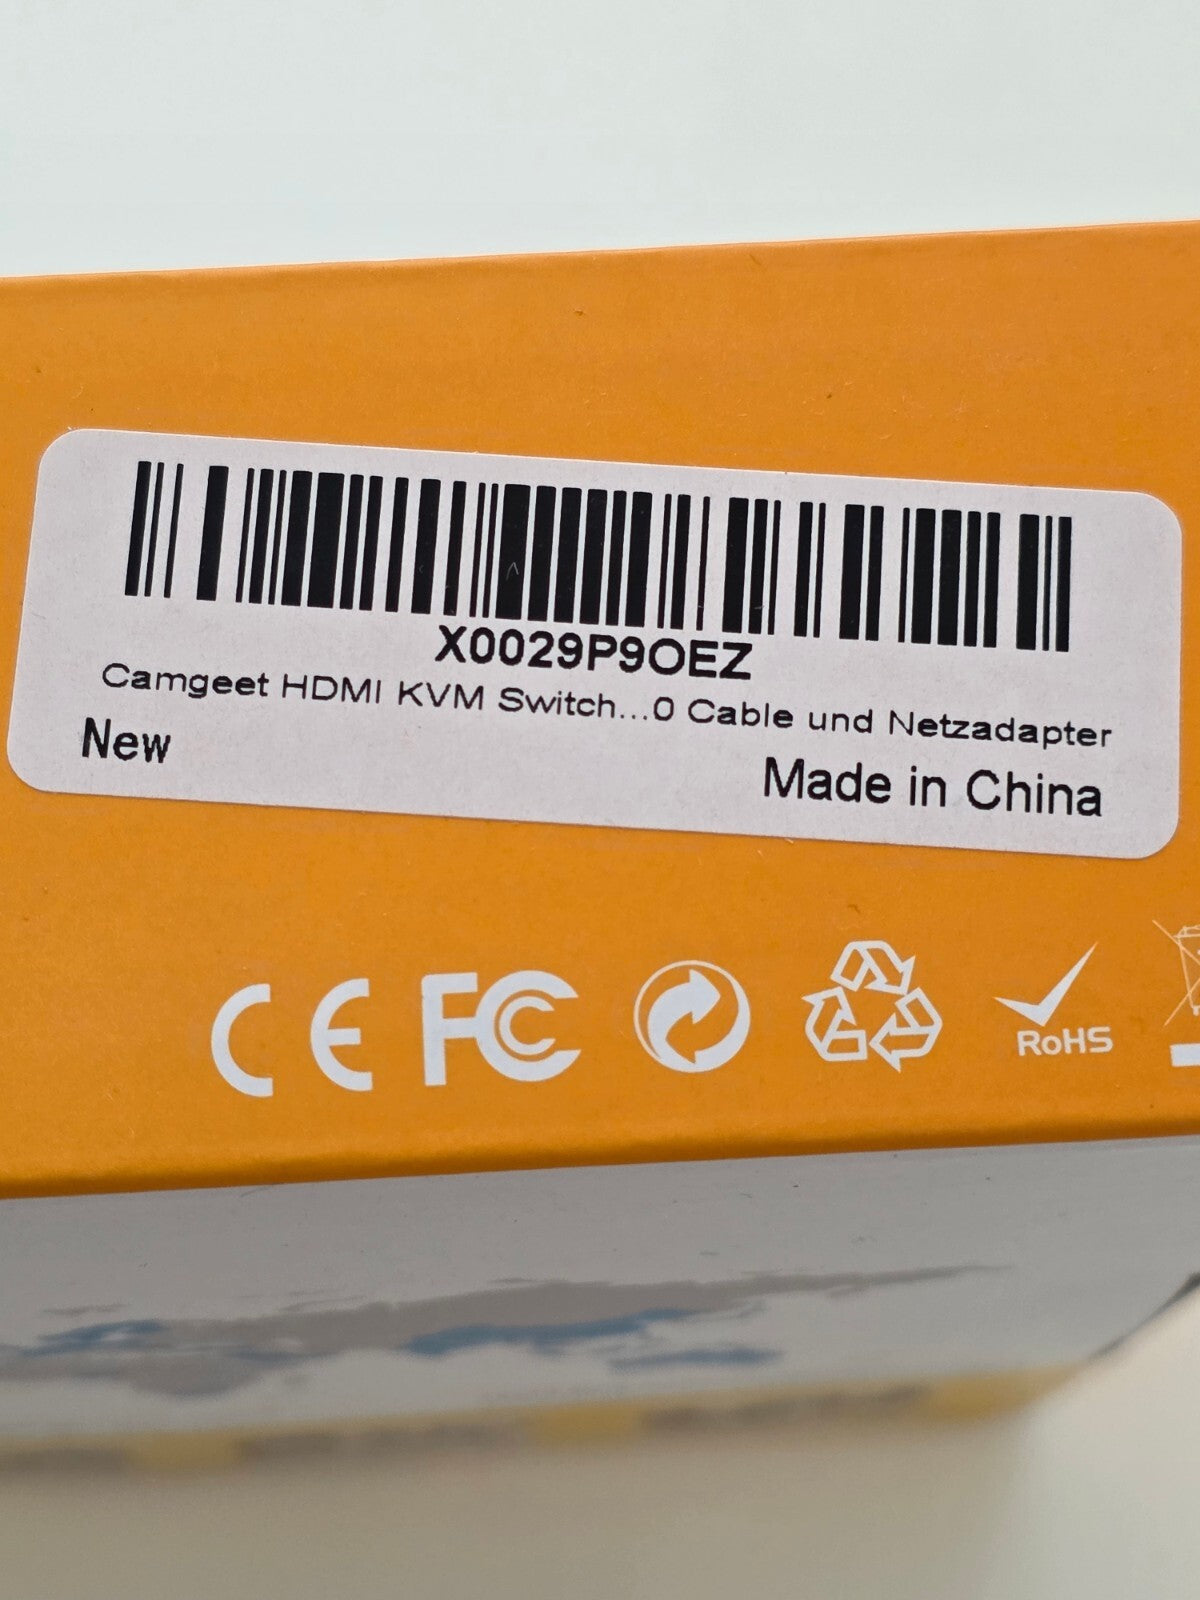 X0029P9OEZ
Camgeet HDMI KVM Switch...0 Cable und Netzadapter
New
Made in China
CE FC RoHS